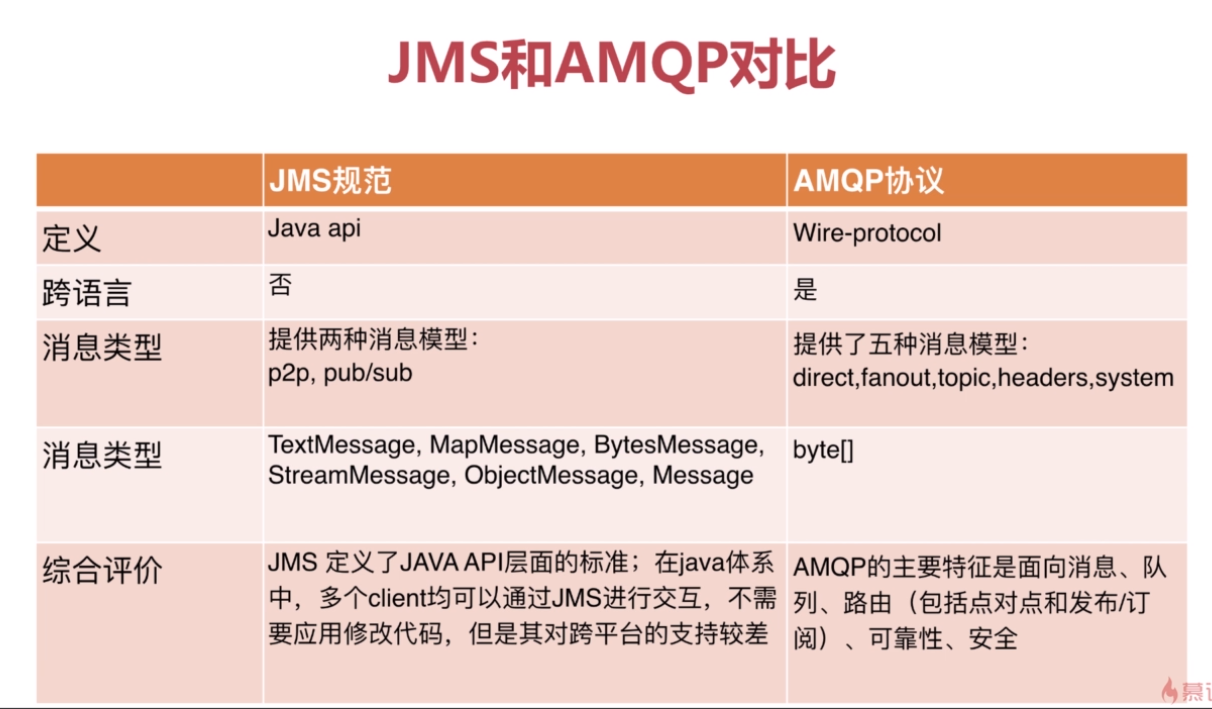 JMS和AMQP对比
JMS规范
AMQP协议
定义
Java api
Wire-protocol
跨语言
否
是
消息类型
提供两种消息模型：
p2p, pub/sub
提供了五种消息模型：
direct,fanout,topic,headers,system
消息类型
TextMessage, MapMessage, BytesMessage,
StreamMessage, ObjectMessage, Message
byte[]
综合评价
JMS 定义了JAVA API层面的标准；在java体系
中，多个client均可以通过JMS进行交互，不需
要应用修改代码，但是其对跨平台的支持较差
AMQP的主要特征是面向消息、队
列、路由（包括点对点和发布/订
阅）、可靠性、安全
慕